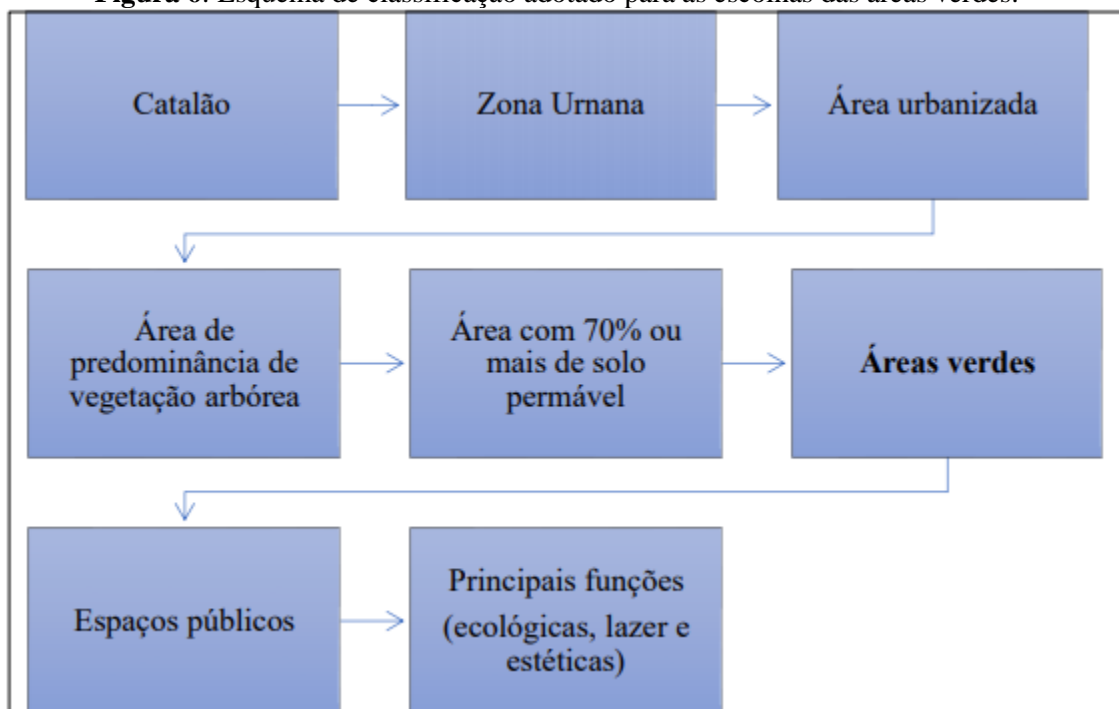 Figura 6: Esquema de classificação adotado para as escolhas das áreas verdes.
Catalão
Zona Urnana
Área urbanizada
Área de
predominância de
vegetação arbórea
Área com 70% ou
mais de solo
permável
Áreas verdes
Espaços públicos
Principais funções
(ecológicas, lazer e
estéticas)